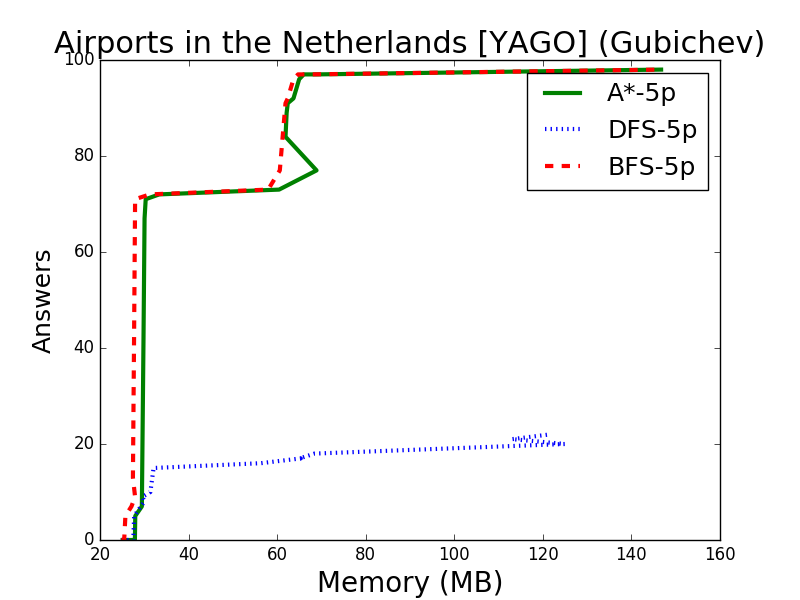 Airports in the Netherlands [YAGO] (Gubichev)
100
80
60
40
20
0
Answers
A*-5p
DFS-5p
BFS-5p
20 40 60 80 100 120 140 160
Memory (MB)